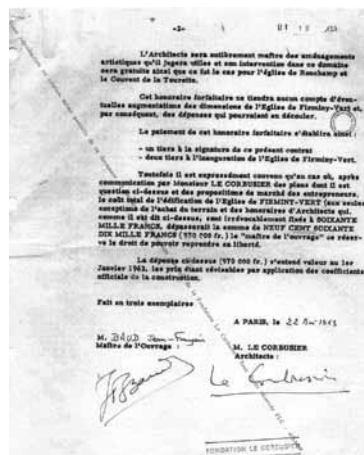 -2-
L'Architecte sera entièrement maître des aménagements
artistiques qu'il jugera utiles et son intervention dans ce domaine
sera gratuite ainsi que ce fut le cas pour l'église de Ronchamp et
le Couvent de la Tourette.
Cet honoraire forfaitaire ne tiendra aucun compte d'éven-
tuelles augmentations des dimensions de l'Eglise de Firminy-Vert et,
par conséquent, des dépenses qui pourraient en découler.
Le paiement de cet honoraire forfaitaire s'établira ainsi :
- un tiers à la signature de ce présent contrat
- deux tiers à l'inauguration de l'Eglise de Firminy-Vert.
Toutefois il est expressément convenu qu'au cas où, après
communication par Monsieur LE CORBUSIER des plans dont il est
question ci-dessus et des propositions de marché des entrepreneurs,
le coût total de l'édification de l'Eglise de FIRMINY-VERT (aux seules
exceptions de l'achat du terrain et des honoraires d'Architecte qui,
comme il est dit ci-dessus, sont irrévocablement fixés à SOIXANTE
MILLE FRANCS, dépasserait la somme de NEUF CENT SOIXANTE
DIX MILLE FRANCS (970 000 fr.) le "maître de l'ouvrage" se réser-
ve le droit de pouvoir reprendre sa liberté.
La dépense ci-dessus (970 000 fr.) s'entend valeur au 1er
Janvier 1963, les prix étant révisables par application des coefficients
officiels de la construction.
Fait en trois exemplaires
A PARIS, le 22
M. BAUD Jean-François
Maître de l'Ouvrage :
M. LE CORBUSIER
Architecte :
Le Corbusier
FONDATION LE CORBUSIER